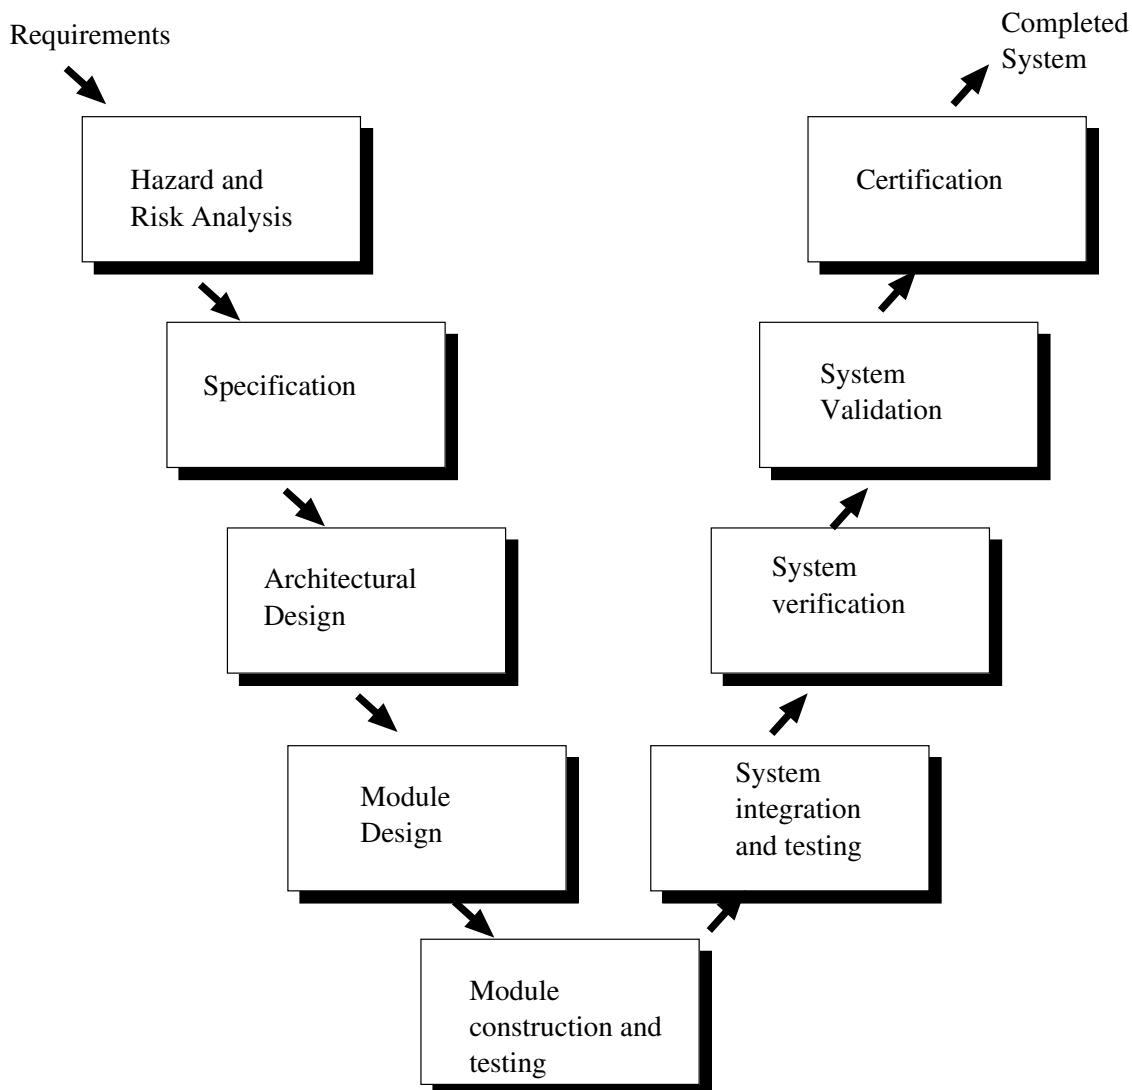 Requirements
Hazard and
Risk Analysis
Specification
Architectural
Design
Module
Design
Module
construction and
testing
System
integration
and testing
System
verification
System
Validation
Certification
Completed
System